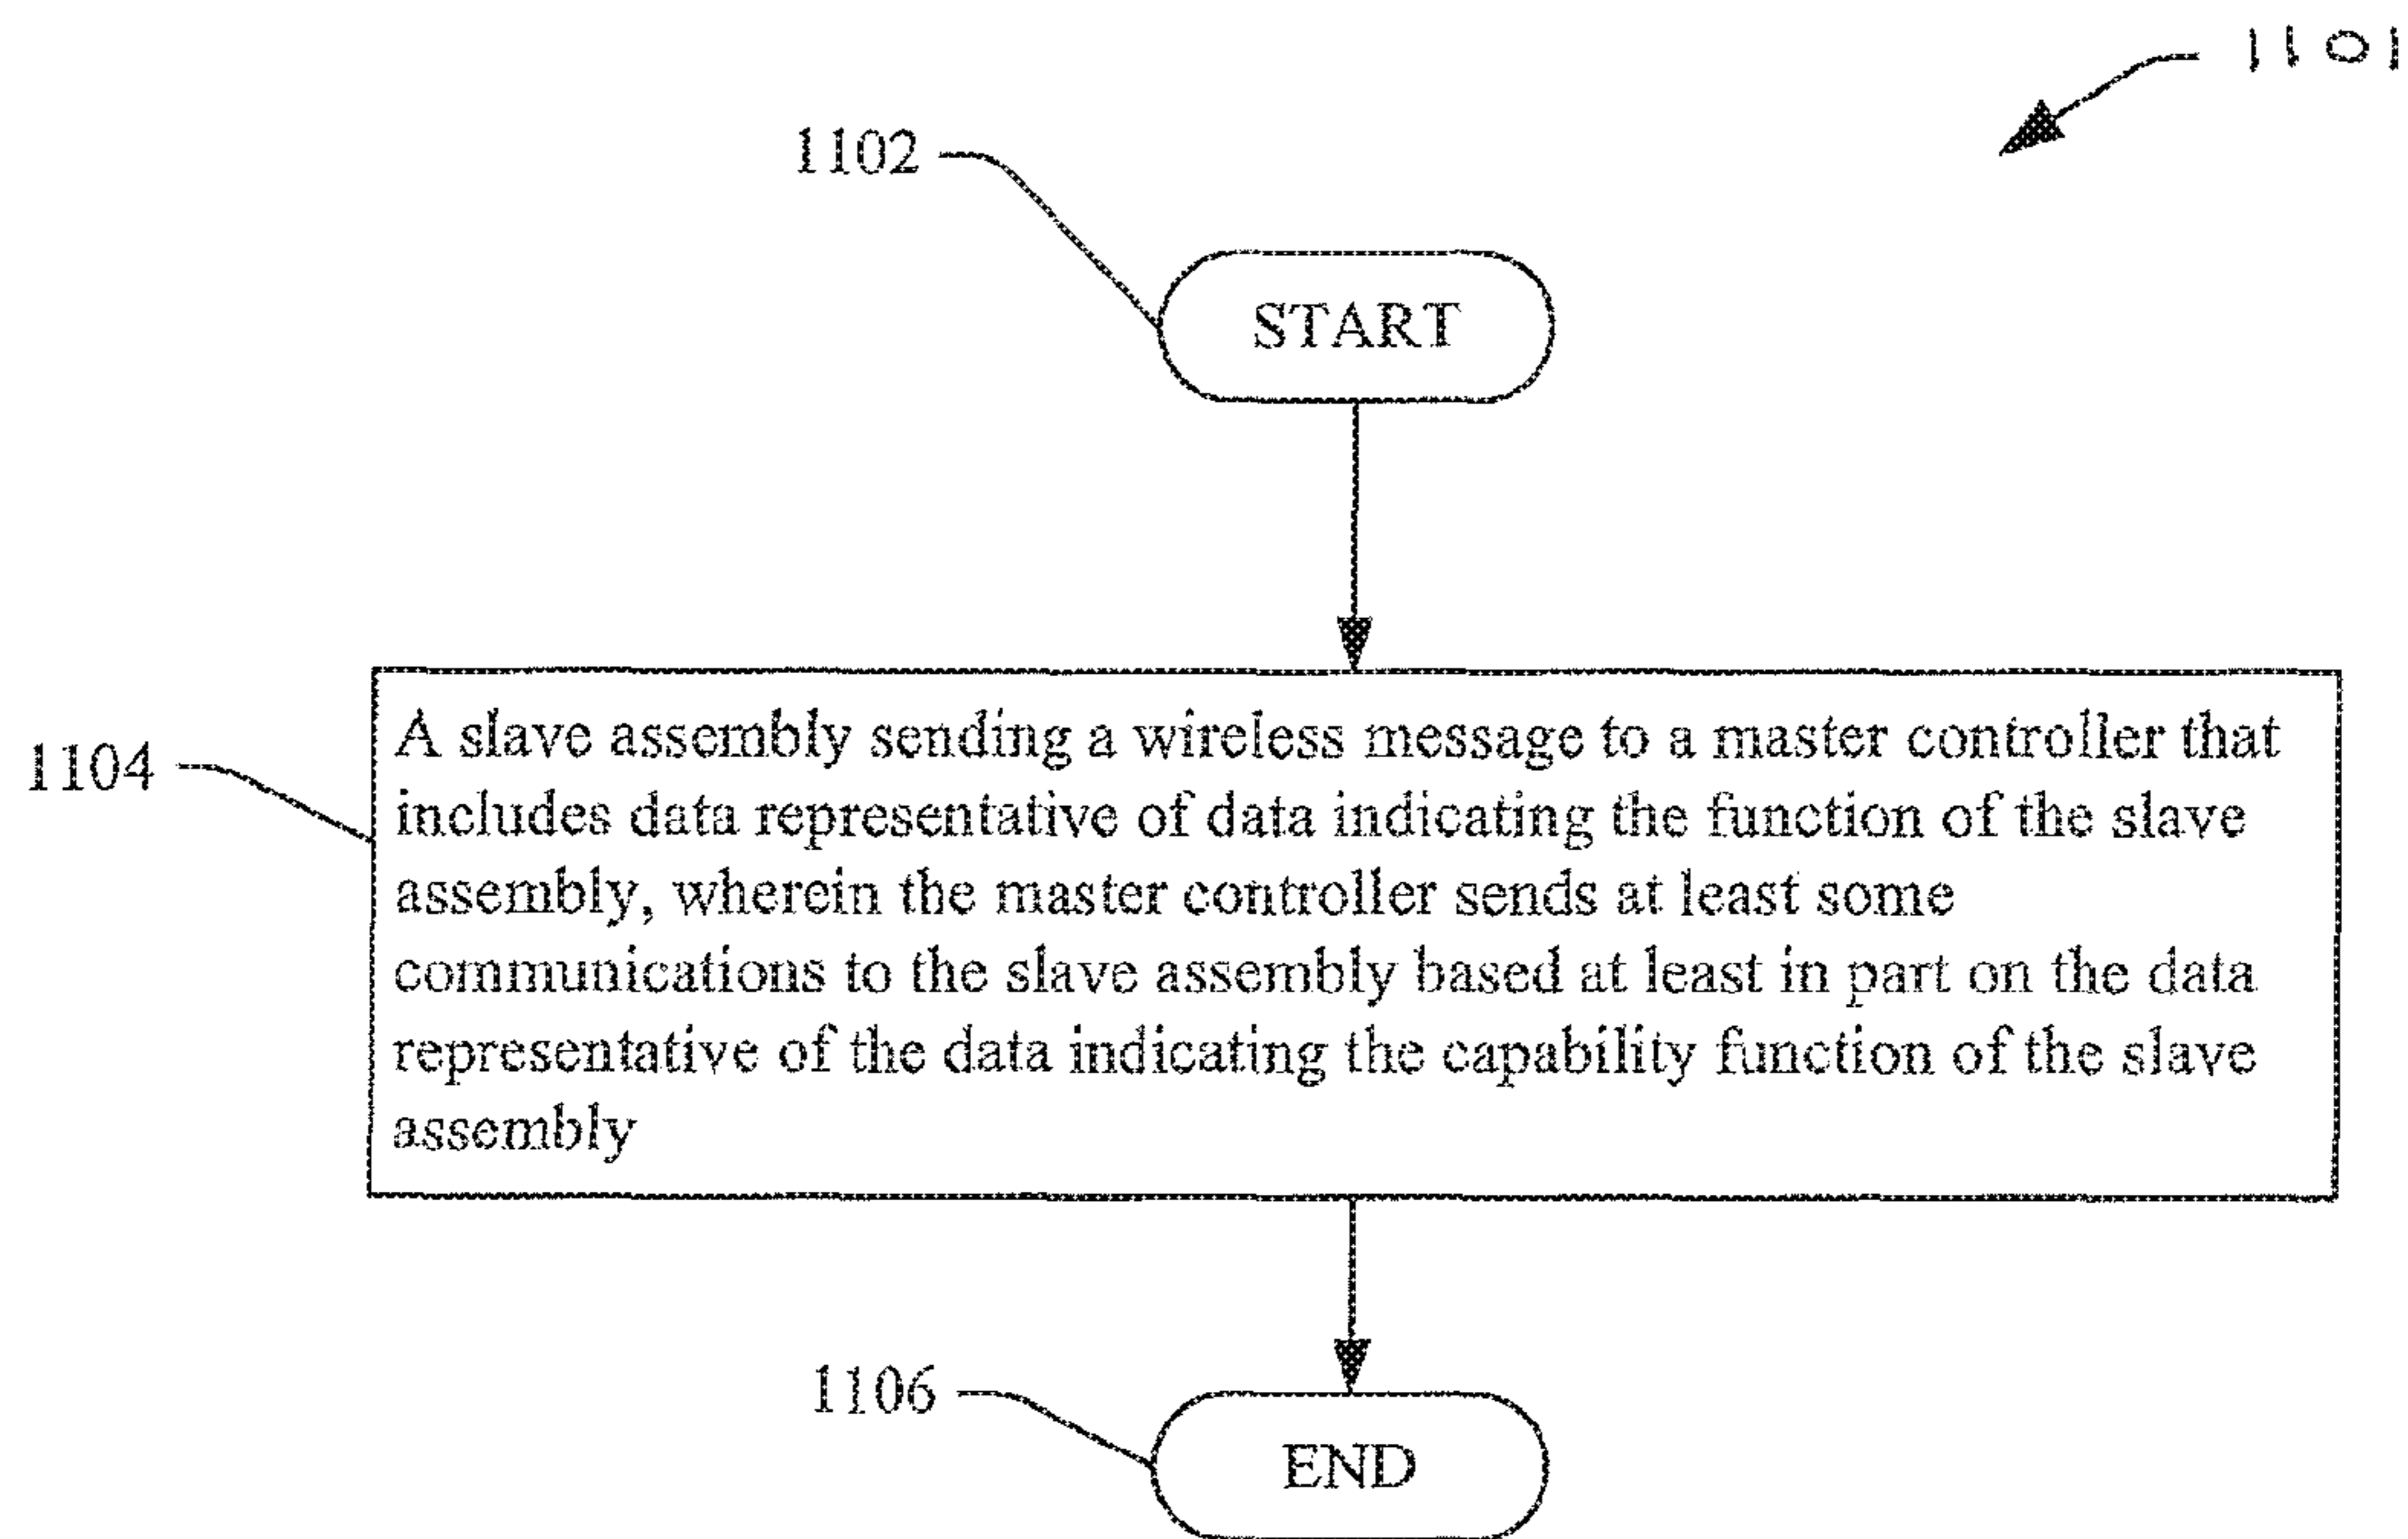 1101
1102
START
1104
A slave assembly sending a wireless message to a master controller that
includes data representative of data indicating the function of the slave
assembly, wherein the master controller sends at least some
communications to the slave assembly based at least in part on the data
representative of the data indicating the capability function of the slave
assembly
1106
END